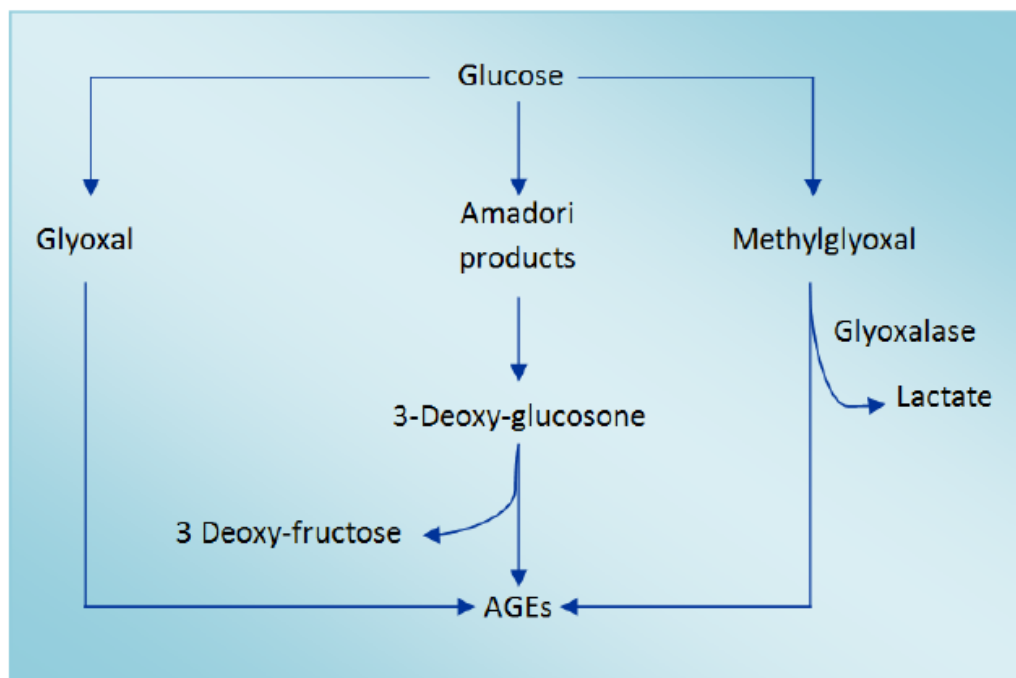 Glucose
Glyoxal
Amadori
products
Methylglyoxal
Glyoxalase
Lactate
3-Deoxy-glucosone
3 Deoxy-fructose
AGEs